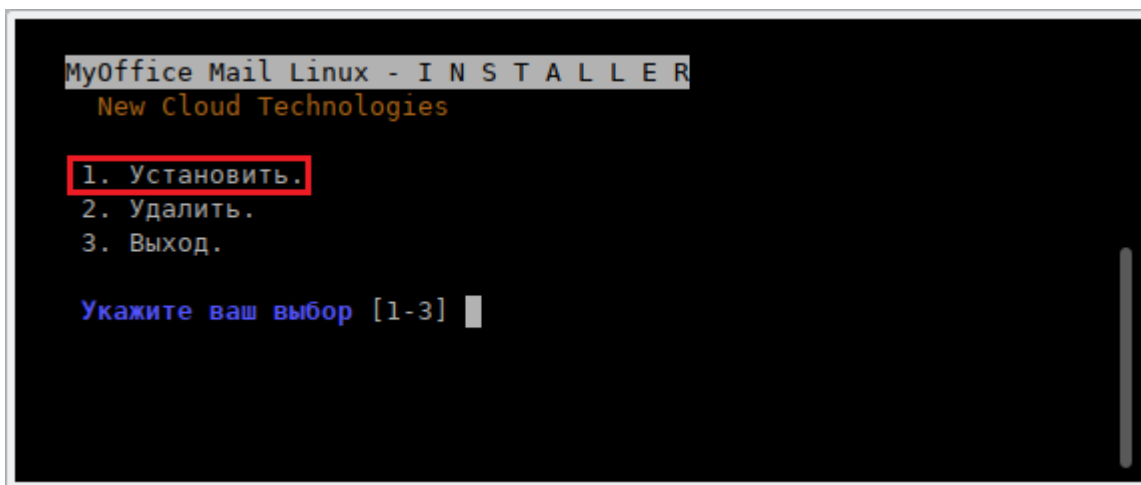 MyOffice Mail Linux - I N S T A L L E R
New Cloud Technologies
1. Установить.
2. Удалить.
3. Выход.
Укажите ваш выбор [1-3]